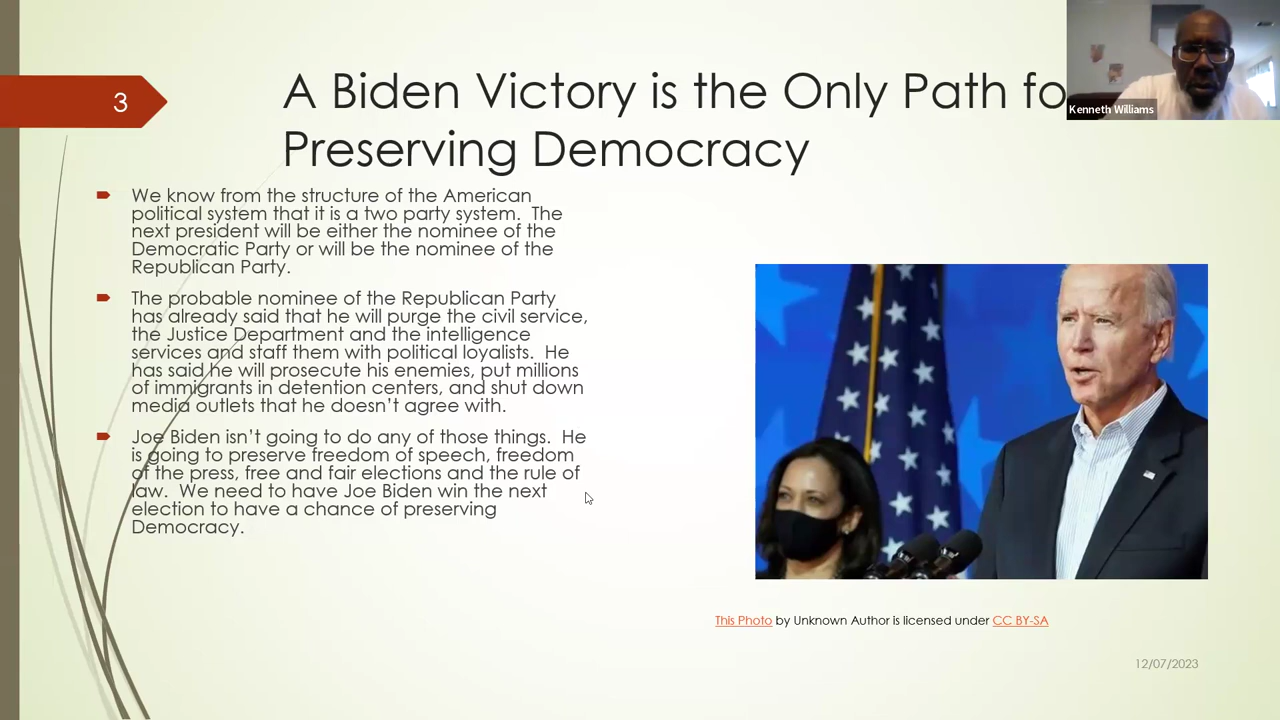 3
A Biden Victory is the Only Path fo
Preserving Democracy
Kenneth Williams
We know from the structure of the American
political system that it is a two party system.  The
next president will be either the nominee of the
Democratic Party or will be the nominee of the
Republican Party.
The probable nominee of the Republican Party
has already said that he will purge the civil service,
the Justice Department and the intelligence
services and staff them with political loyalists.  He
has said he will prosecute his enemies, put millions
of immigrants in detention centers, and shut down
media outlets that he doesn’t agree with.
Joe Biden isn’t going to do any of those things.  He
is going to preserve freedom of speech, freedom
of the press, free and fair elections and the rule of
law.  We need to have Joe Biden win the next
election to have a chance of preserving
Democracy.
This Photo by Unknown Author is licensed under CC BY-SA
12/07/2023